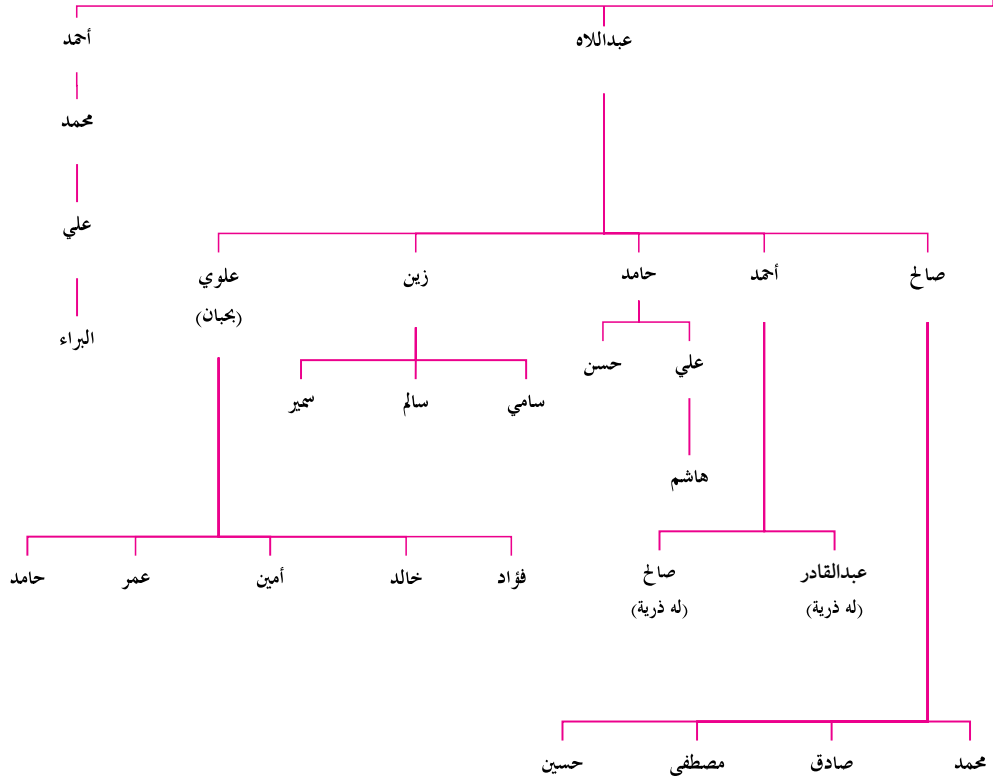 عبداللاه
أحمد
محمد
علي
البراء
صالح
أحمد
حامد
زين
علوي
(بحبان)
علي
حسن
هاشم
سامي
سالم
سمير
عبدالقادر
(له ذرية)
صالح
(له ذرية)
فؤاد
خالد
أمين
عمر
حامد
محمد
صادق
مصطفى
حسين